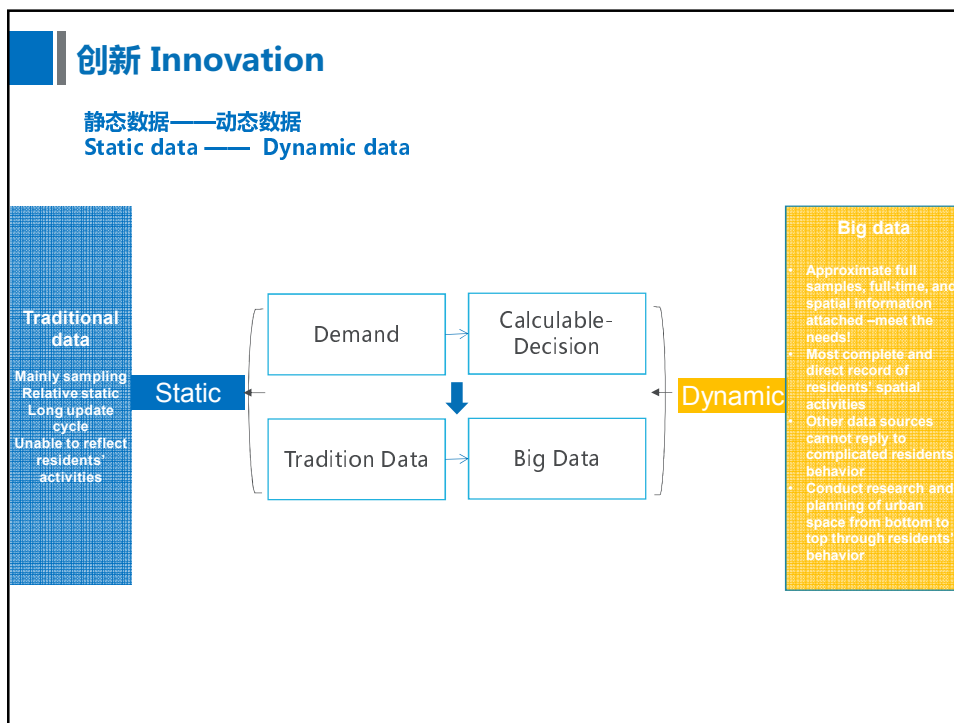 创新 Innovation
静态数据——动态数据
Static data —— Dynamic data
Traditional
data
Mainly sampling
Relative static
Long update
cycle
Unable to reflect
residents'
activities
Static
Demand
Calculable-
Decision
Tradition Data
Big Data
Dynamic
Big data
• Approximate full
samples, full-time, and
spatial information
attached –meet the
needs!
• Most complete and
direct record of
residents' spatial
activities
• Other data sources
cannot reply to
complicated residents'
behavior
• Conduct research and
planning of urban
space from bottom to
top through residents'
behavior